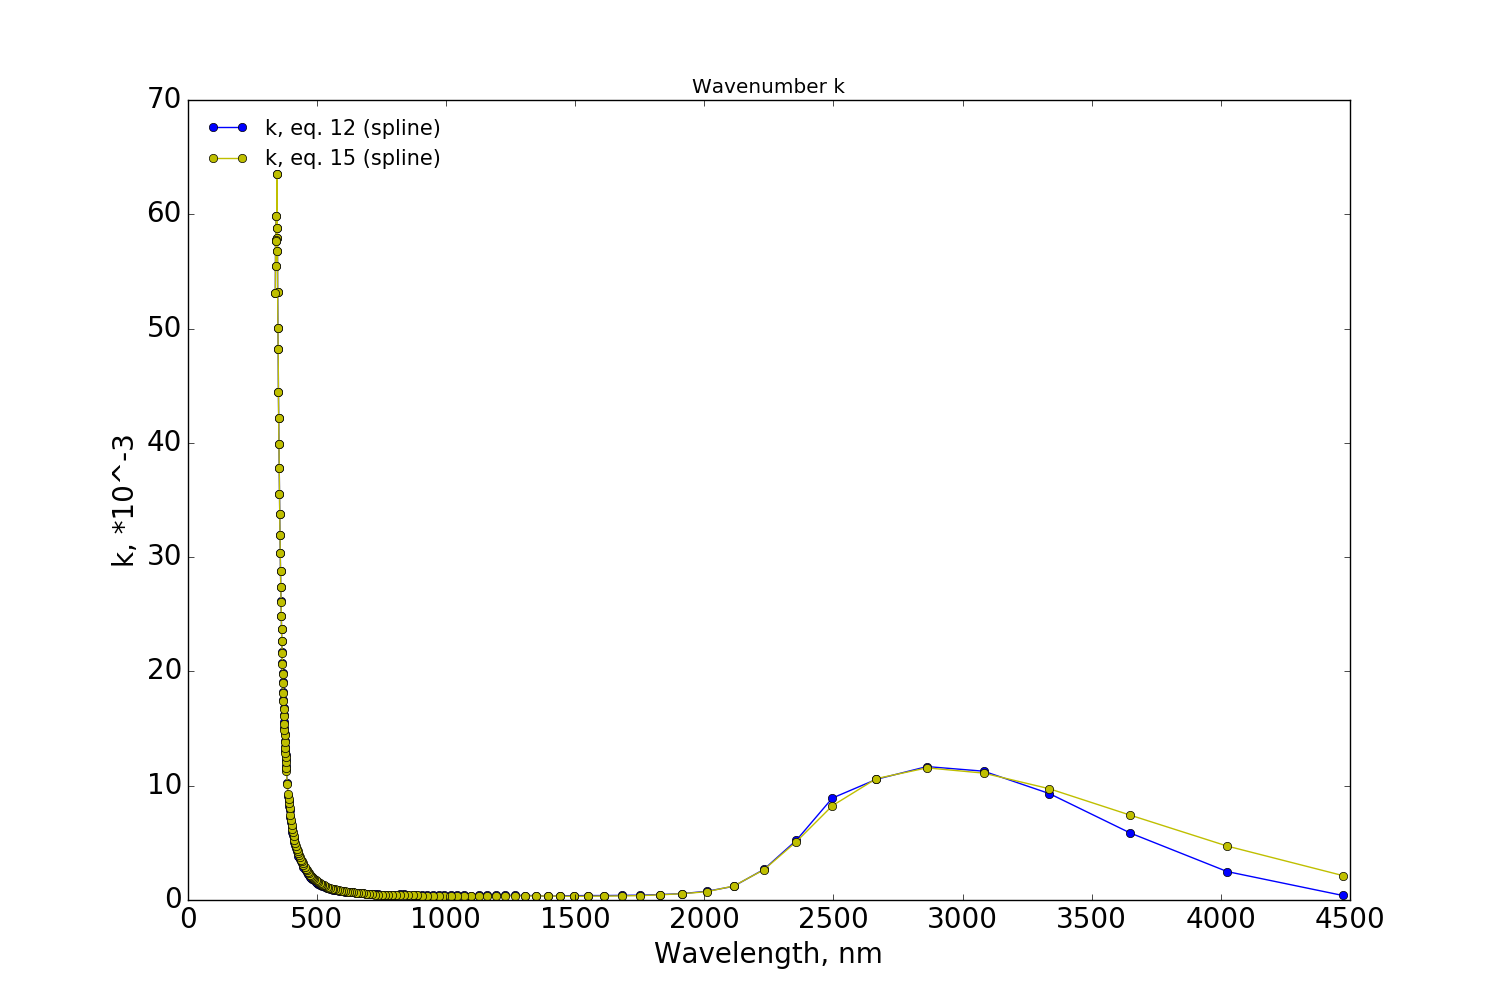 Wavenumber k
70
k, eq. 12 (spline)
k, eq. 15 (spline)
60
50
40
30
20
10
0
k, *10^-3
0 500 1000 1500 2000 2500 3000 3500 4000 4500
Wavelength, nm